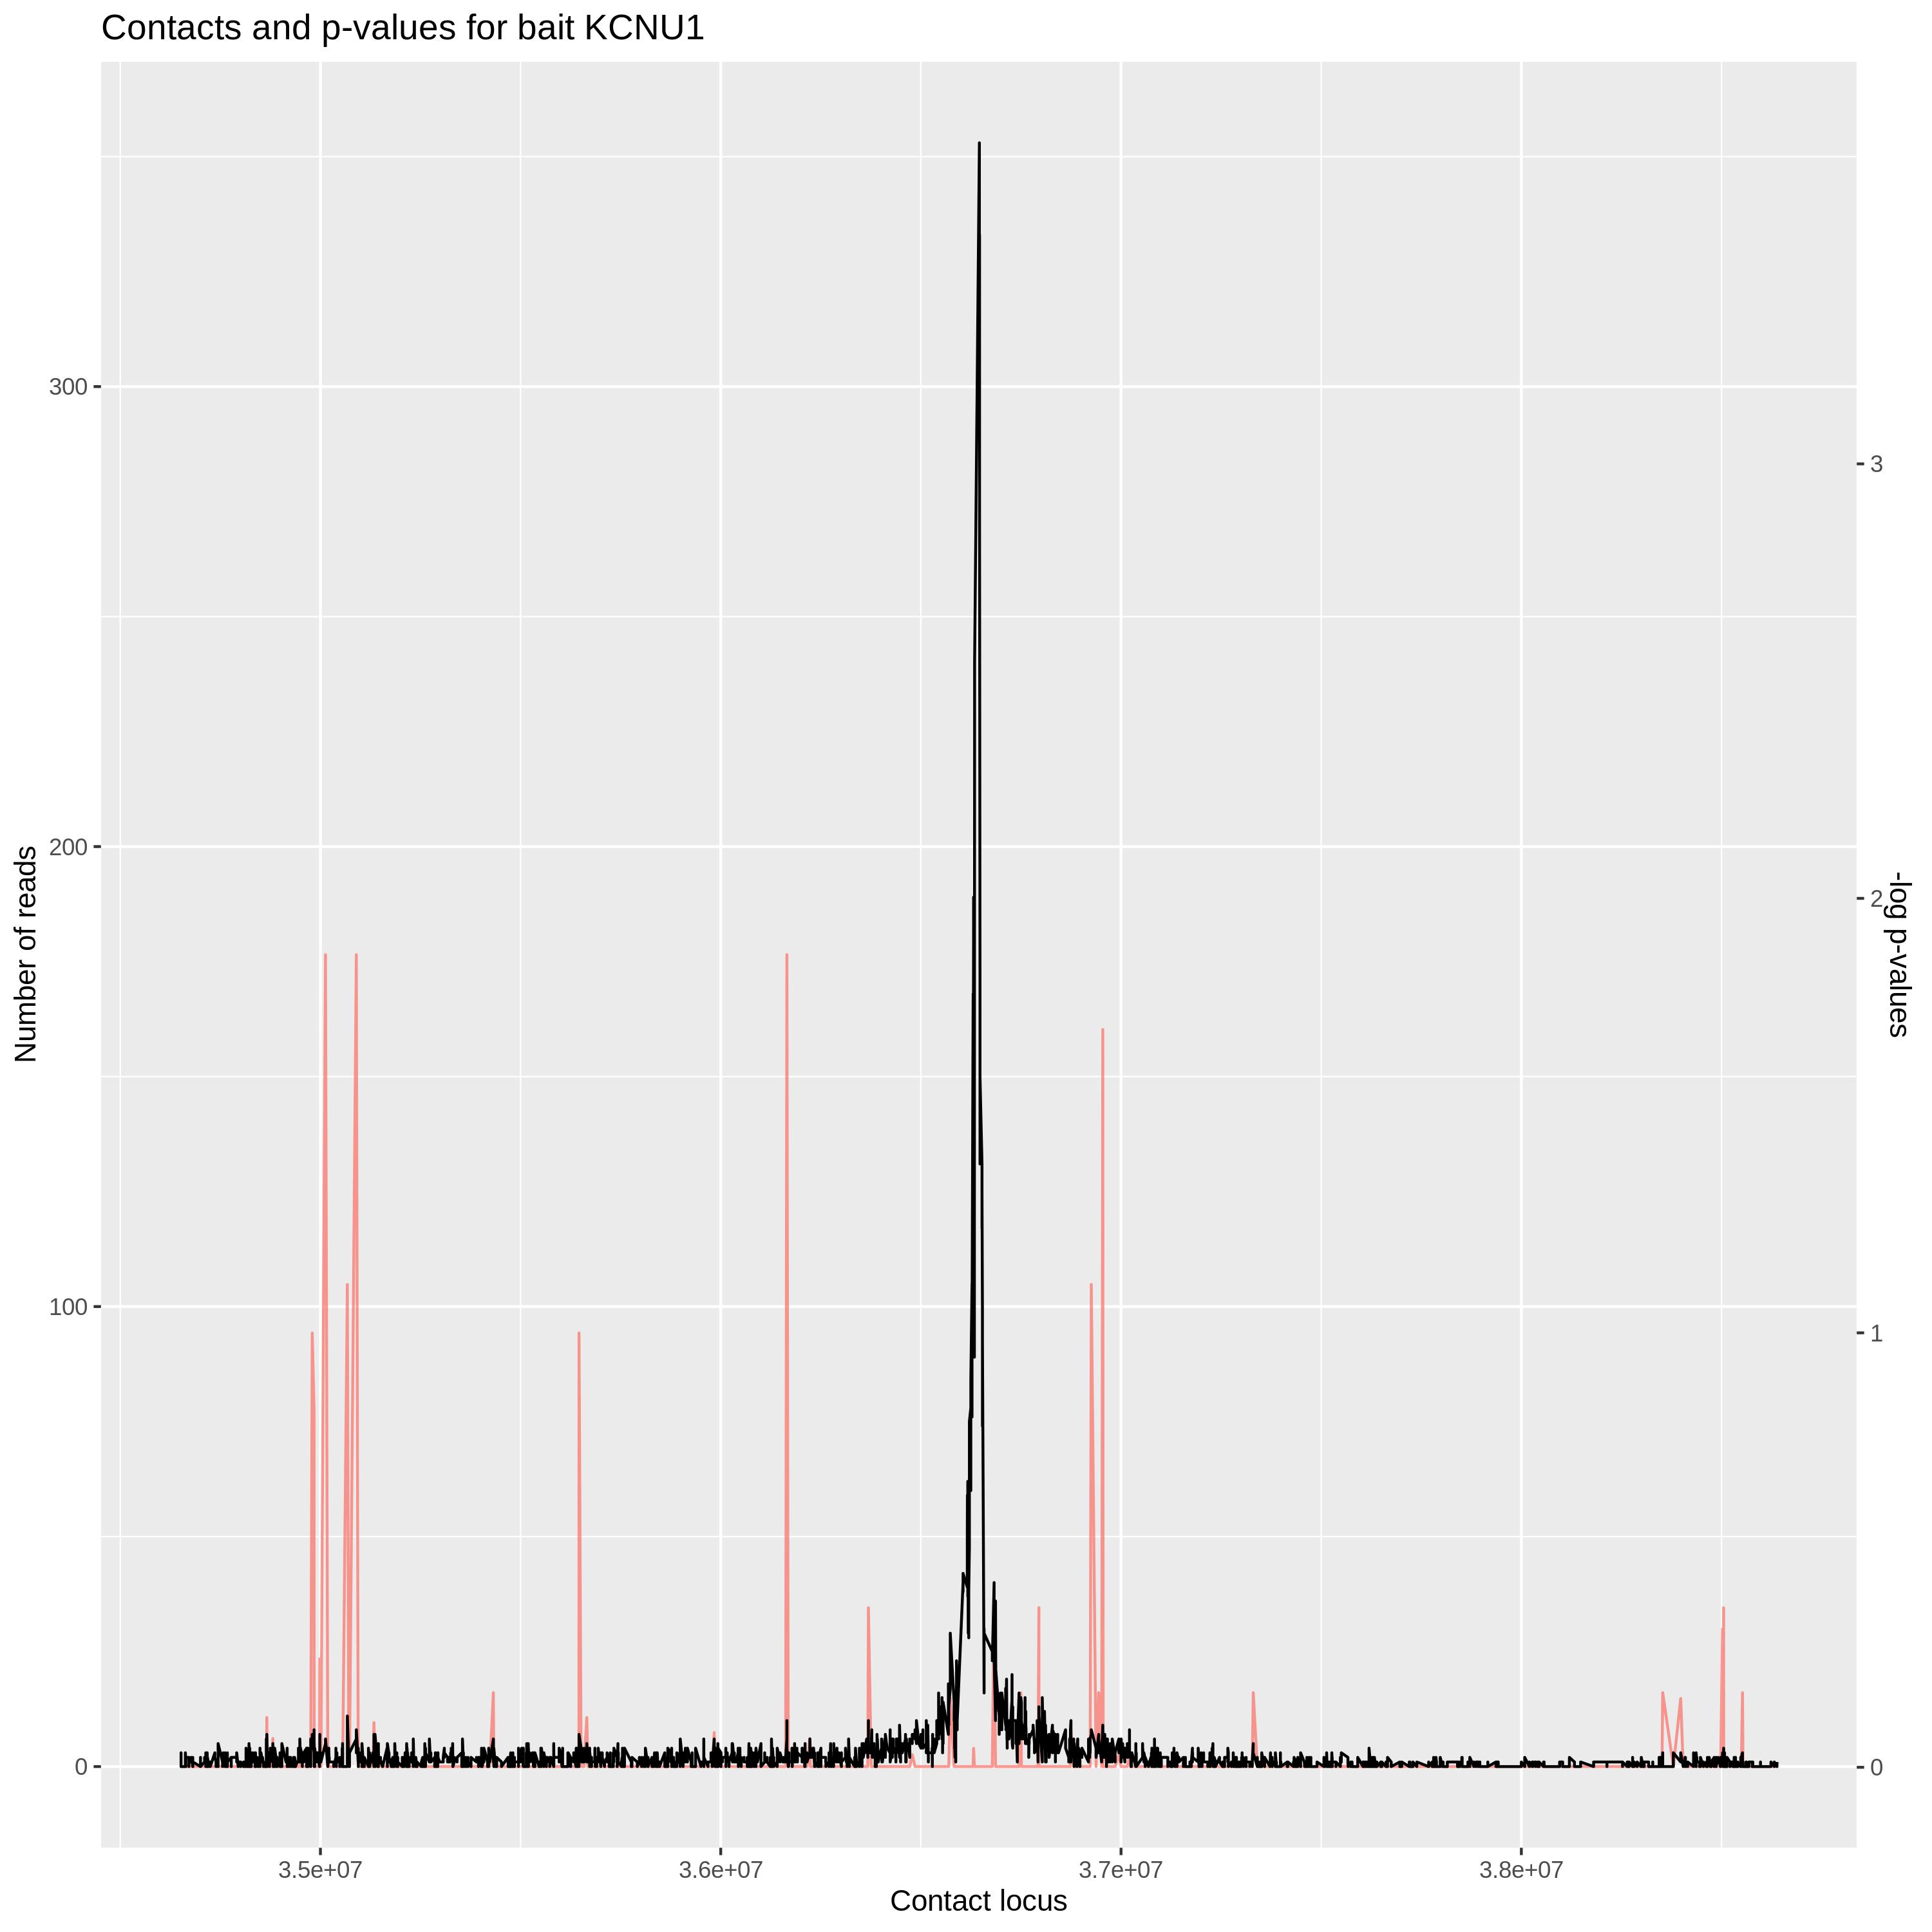 Contacts and p-values for bait KCNU1
Number of reads
300
200
100
0
3
2
1
0
-log p-values
3.5e+07
3.6e+07
3.7e+07
3.8e+07
Contact locus